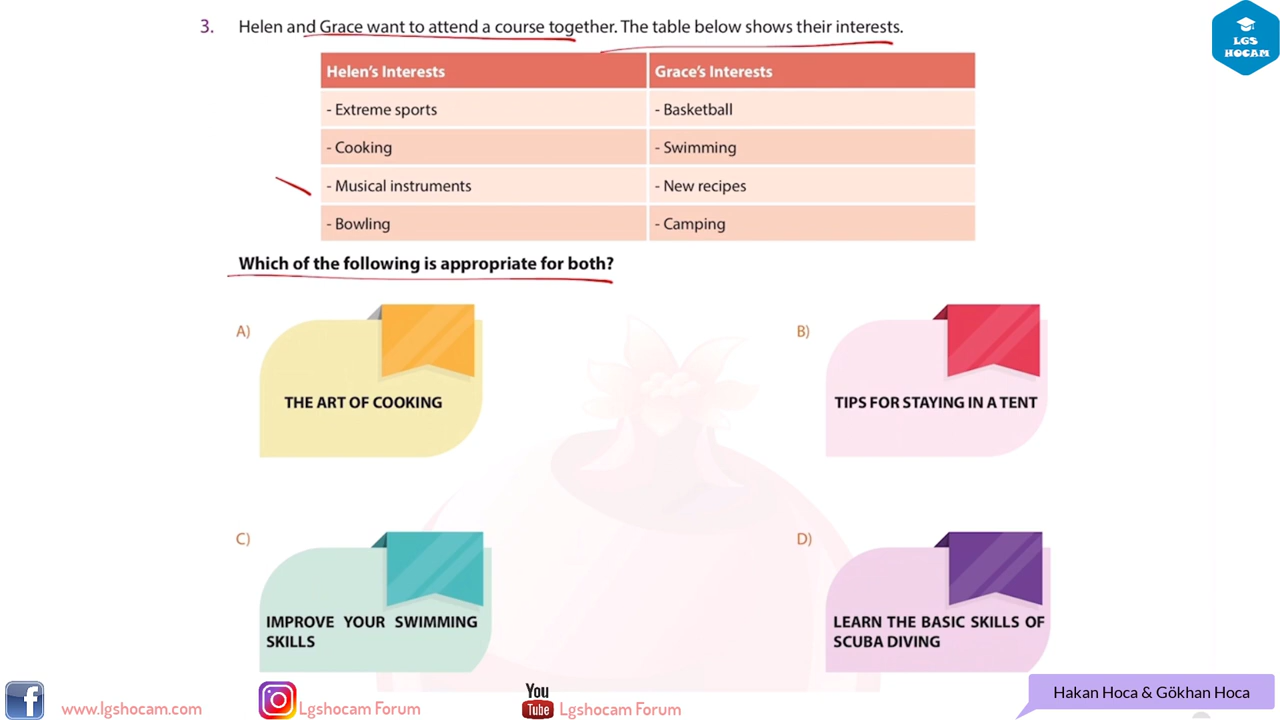 LGS
HOCAM
3. Helen and Grace want to attend a course together. The table below shows their interests.
Helen's Interests Grace's Interests
- Extreme sports - Basketball
- Cooking - Swimming
- Musical instruments - New recipes
- Bowling - Camping
Which of the following is appropriate for both?
A)
THE ART OF COOKING
B)
TIPS FOR STAYING IN A TENT
C)
IMPROVE YOUR SWIMMING
SKILLS
D)
LEARN THE BASIC SKILLS OF
SCUBA DIVING
www.lgshocam.com
Lgshocam Forum
You
Tube
Lgshocam Forum
Hakan Hoca & Gökhan Hoca